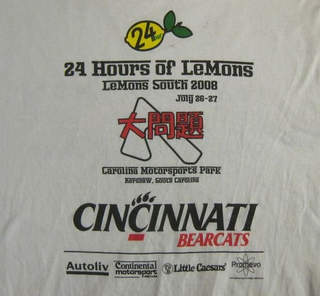 24
24 Hours of LeMons
LeMons South 2008
July 26-27
大問題
Carolina Motorsports Park
Kershaw, South Carolina
CINCINNATI
BEARCATS
Autoliv Continental motorsport Little Caesars Promevo